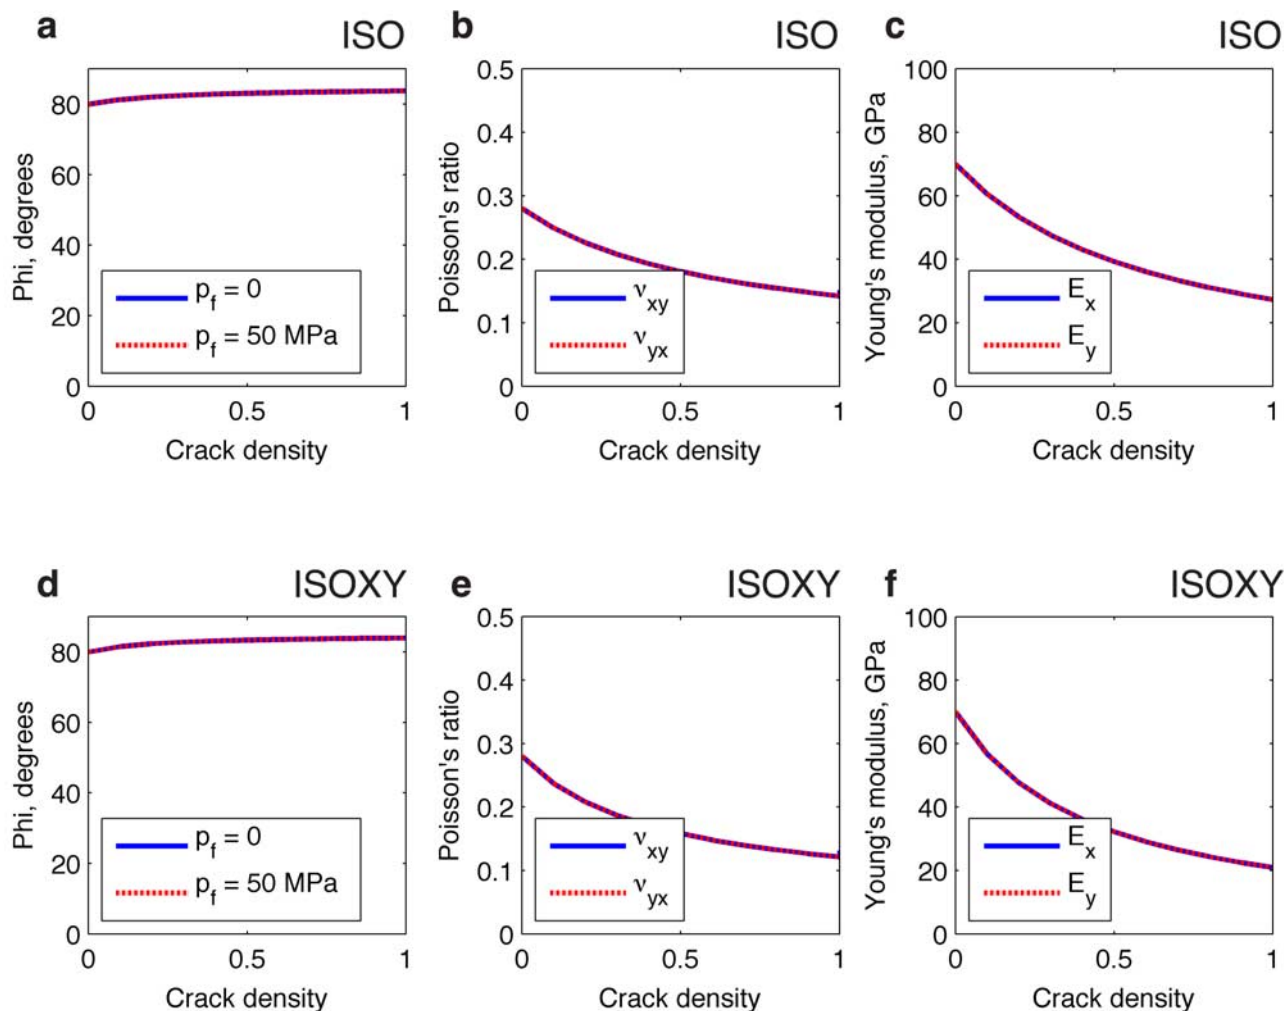 a ISO
90
80
60
40
20
0
Phi, degrees
p_f = 0
p_f = 50 MPa
0 0.5 1
Crack density
b ISO
0.5
0.4
0.3
0.2
0.1
0
Poisson's ratio
ν_xy
ν_yx
0 0.5 1
Crack density
c ISO
100
80
60
40
20
0
Young's modulus, GPa
E_x
E_y
0 0.5 1
Crack density
d ISOXY
80
60
40
20
0
Phi, degrees
p_f = 0
p_f = 50 MPa
0 0.5 1
Crack density
e ISOXY
0.5
0.4
0.3
0.2
0.1
0
Poisson's ratio
ν_xy
ν_yx
0 0.5 1
Crack density
f ISOXY
100
80
60
40
20
0
Young's modulus, GPa
E_x
E_y
0 0.5 1
Crack density